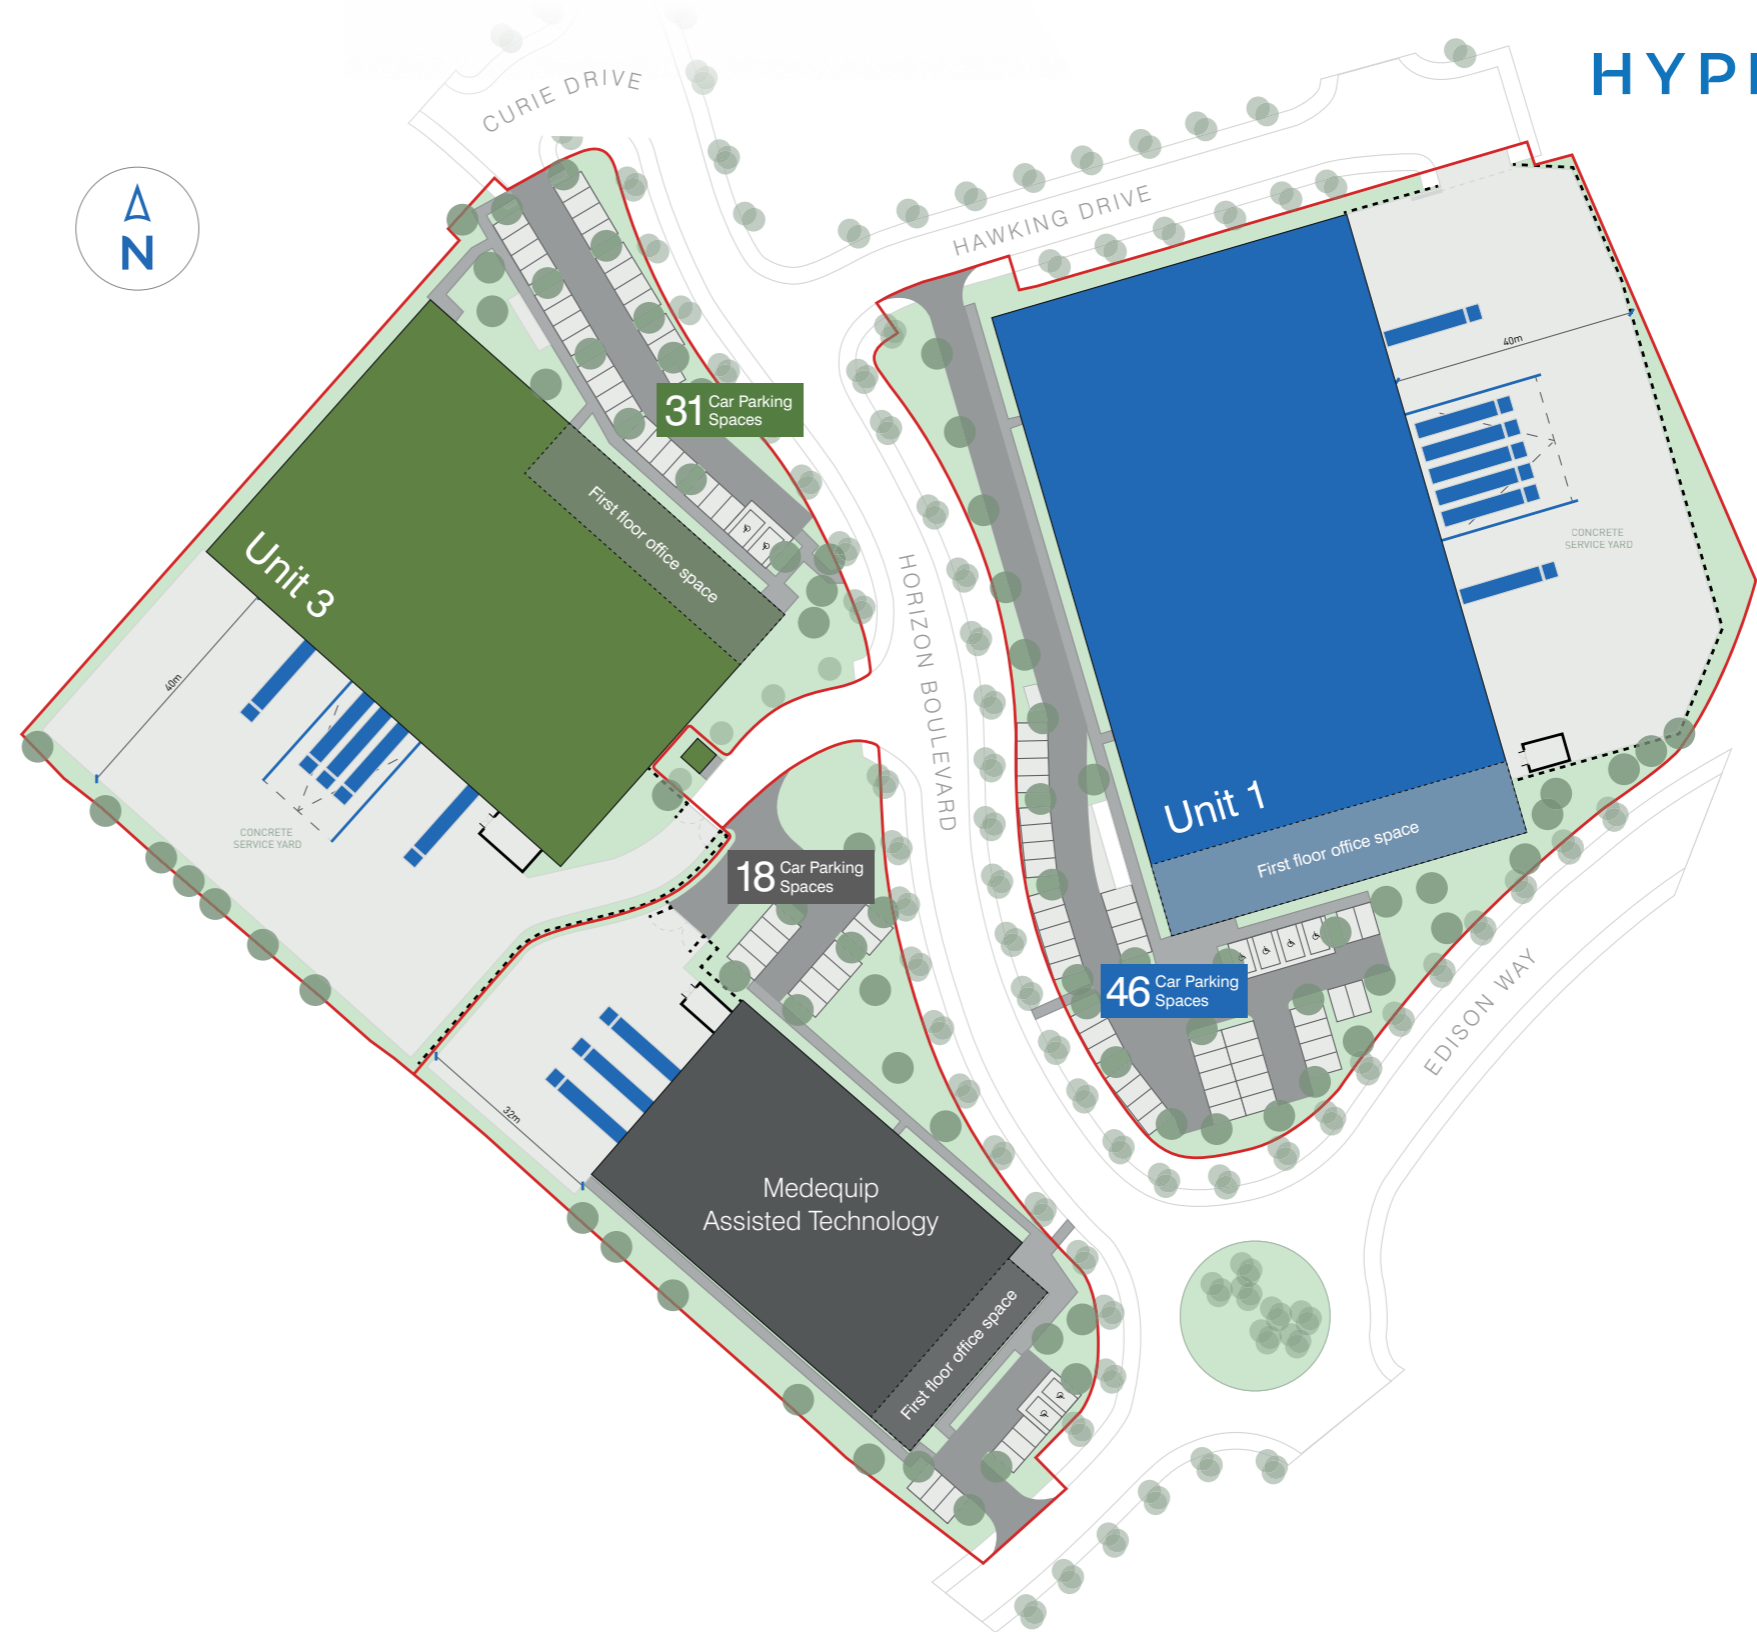 CURIE DRIVE
HYP
N
HAWKING DRIVE
40m
31 Car Parking
Spaces
First floor office space
Unit 3
CONCRETE
SERVICE YARD
HORIZON BOULEVARD
40m
Unit 1
First floor office space
CONCRETE
SERVICE YARD
18 Car Parking
Spaces
46 Car Parking
Spaces
EDISON WAY
32m
Medequip
Assisted Technology
First floor office space